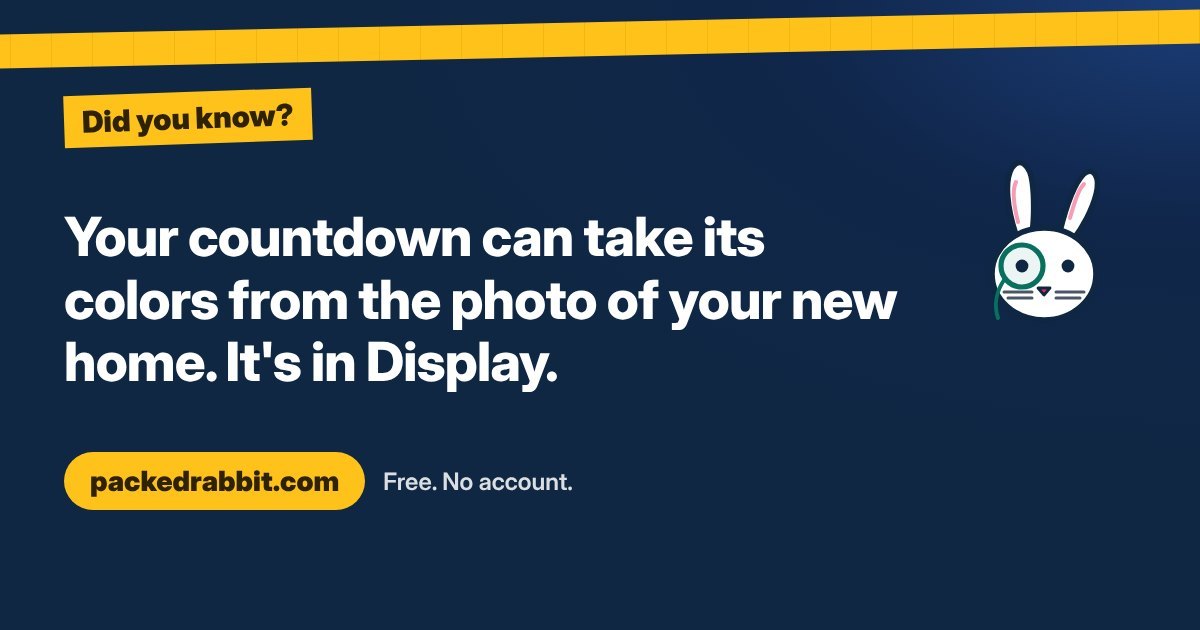 Did you know?
Your countdown can take its
colors from the photo of your new
home. It's in Display.
packedrabbit.com
Free. No account.